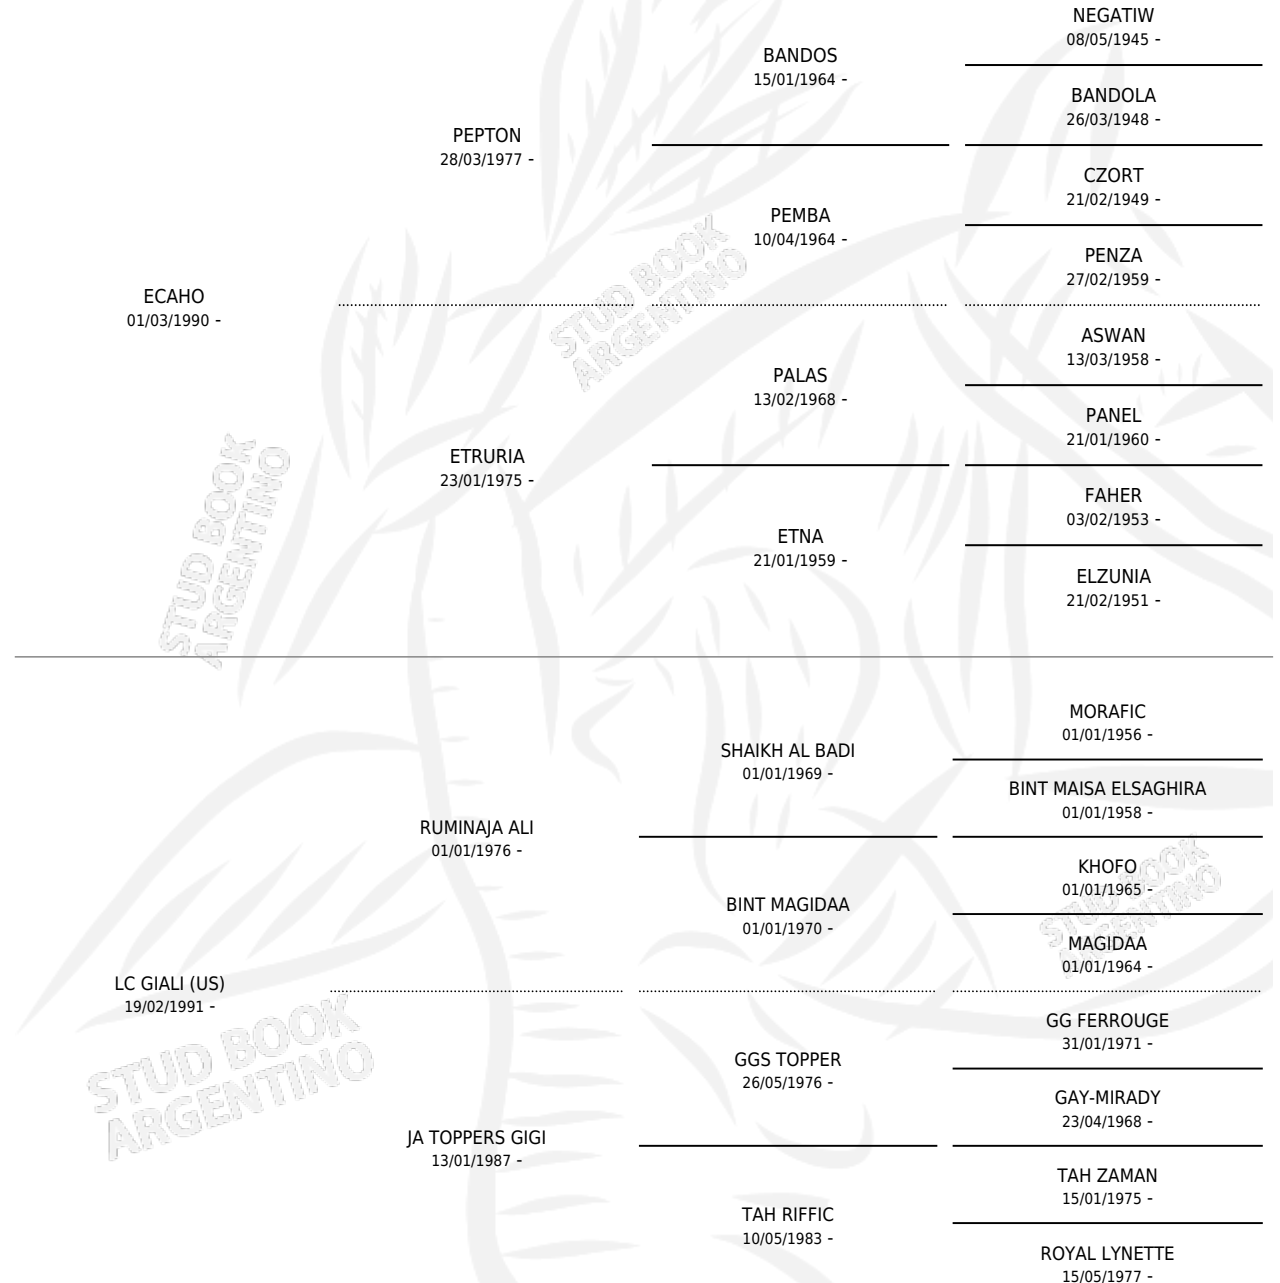 NEGATIW
08/05/1945 -
BANDOS
15/01/1964 -
BANDOLA
26/03/1948 -
PEPTON
28/03/1977 -
CZORT
21/02/1949 -
PEMBA
10/04/1964 -
PENZA
27/02/1959 -
ECAHO
01/03/1990 -
ASWAN
13/03/1958 -
PALAS
13/02/1968 -
PANEL
21/01/1960 -
ETRURIA
23/01/1975 -
FAHER
03/02/1953 -
ETNA
21/01/1959 -
ELZUNIA
21/02/1951 -
STUD BOOK
ARGENTINO
STUD BOOK
ARGENTINO
MORAFIC
01/01/1956 -
SHAIKH AL BADI
01/01/1969 -
BINT MAISA ELSAGHIRA
01/01/1958 -
RUMINAJA ALI
01/01/1976 -
KHOFO
01/01/1965 -
BINT MAGIDAA
01/01/1970 -
MAGIDAA
01/01/1964 -
LC GIALI (US)
19/02/1991 -
GG FERROUGE
31/01/1971 -
GGS TOPPER
26/05/1976 -
GAY-MIRADY
23/04/1968 -
JA TOPPERS GIGI
13/01/1987 -
TAH ZAMAN
15/01/1975 -
TAH RIFFIC
10/05/1983 -
ROYAL LYNETTE
15/05/1977 -
STUD BOOK
ARGENTINO
STUD BOOK
ARGENTINO